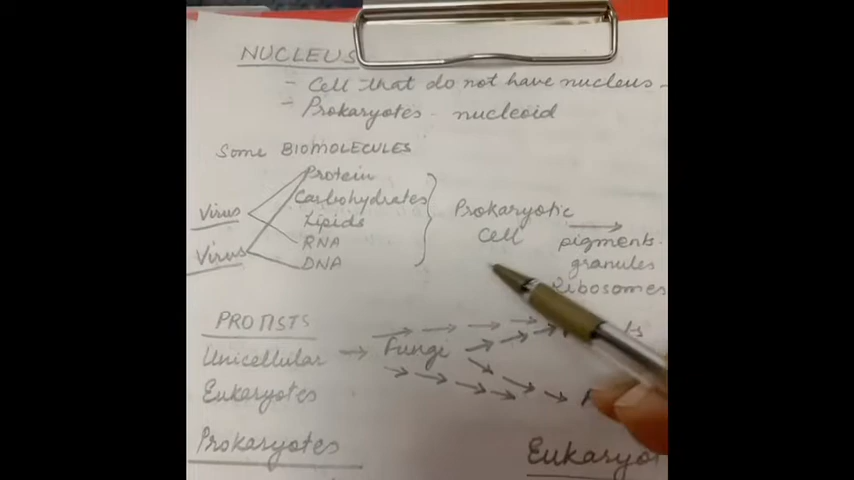 NUCLEUS
- Cell that do not have nucleus -
- Prokaryotes - nucleoid
Some BIOMOLECULES
Protein
Carbohydrates
Lipids
RNA
DNA
Virus
Virus
Prokaryotic
Cell
pigments.
granules
Ribosomes
PROTISTS
Unicellular → Fungi
Eukaryotes
Prokaryotes